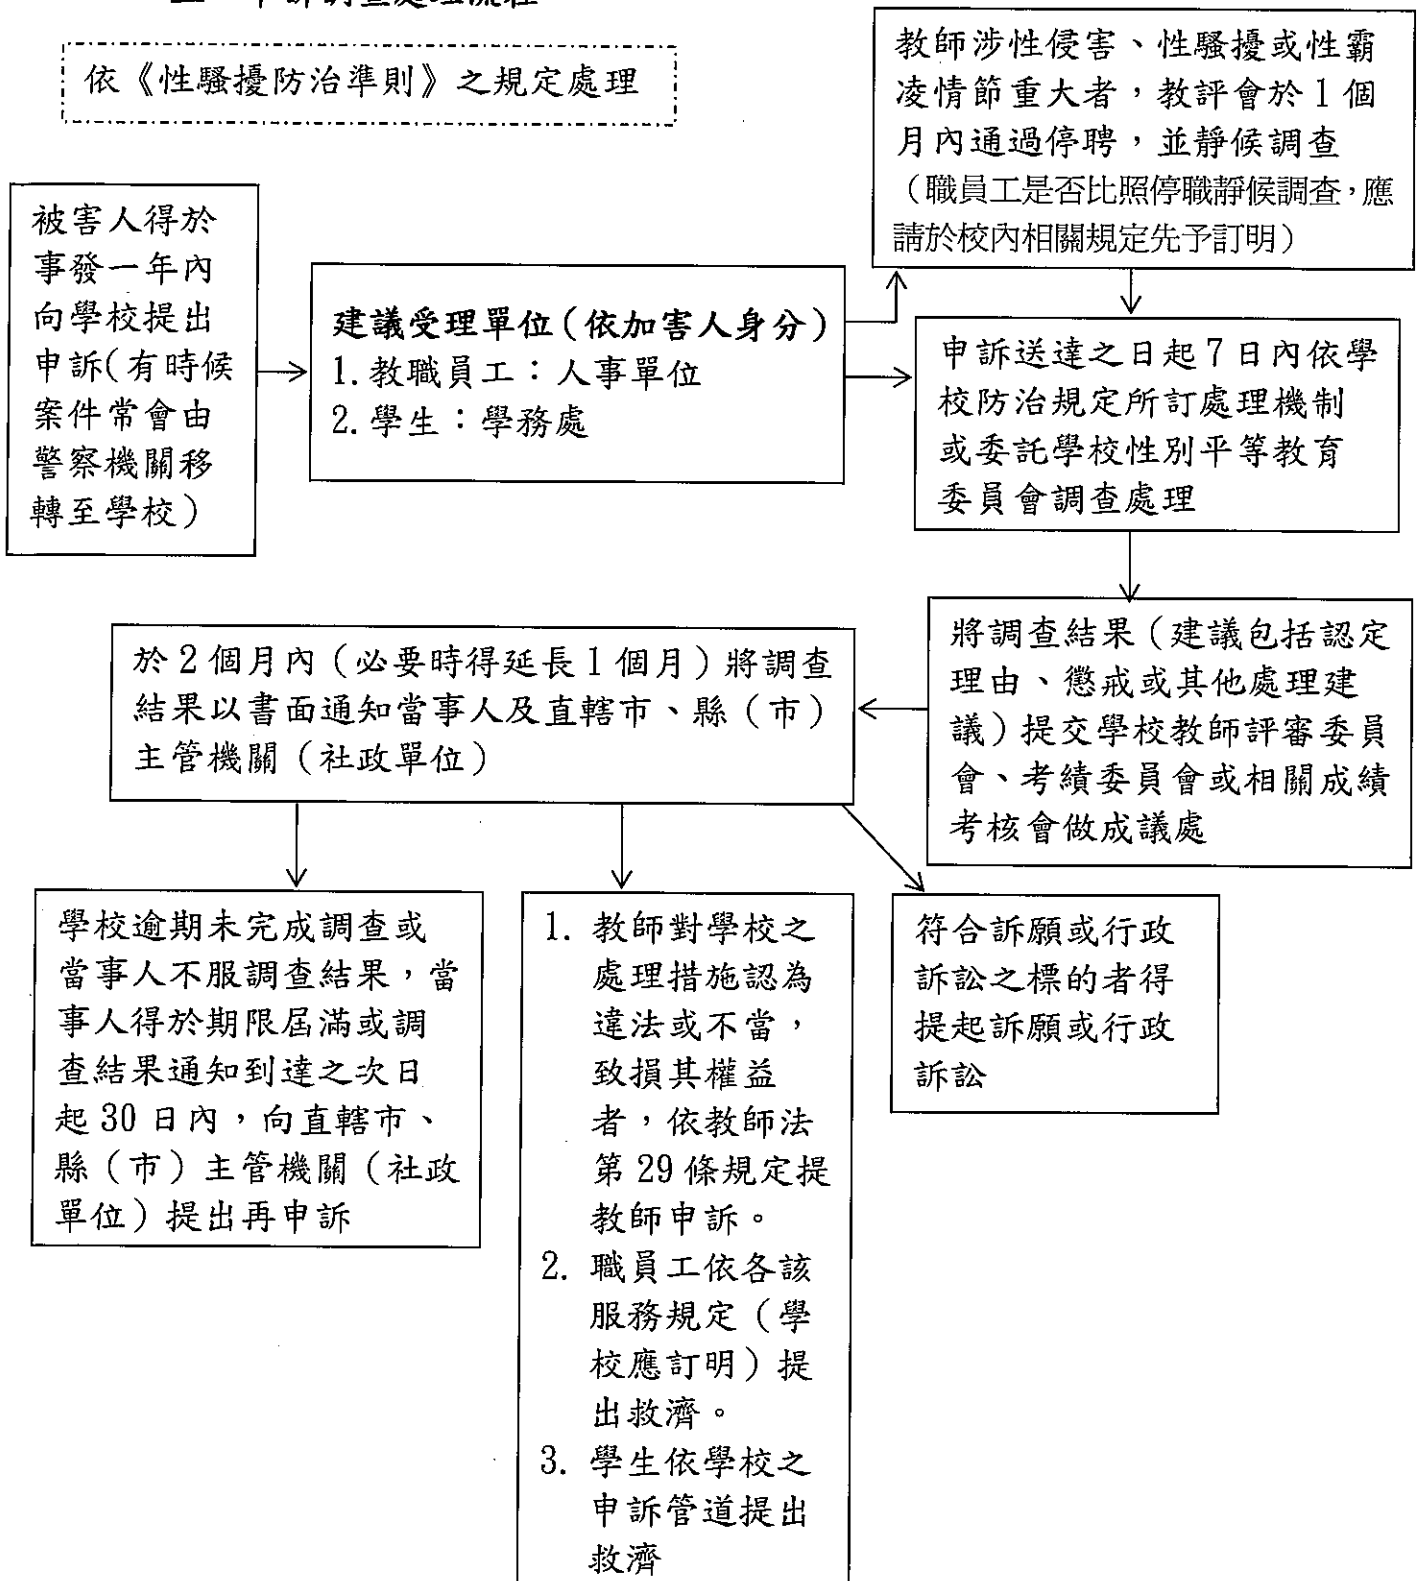 申訴調查處理流程
依《性騷擾防治準則》之規定處理
教師涉性侵害、性騷擾或性霸
凌情節重大者，教評會於1個
月內通過停聘，並靜候調查
（職員工是否比照停職靜候調查，應
請於校內相關規定先予訂明）
被害人得於
事發一年內
向學校提出
申訴(有時候
案件常會由
警察機關移
轉至學校)
建議受理單位(依加害人身分)
1. 教職員工：人事單位
2. 學生：學務處
申訴送達之日起7日內依學
校防治規定所訂處理機制
或委託學校性別平等教育
委員會調查處理
將調查結果（建議包括認定
理由、懲戒或其他處理建
議）提交學校教師評審委員
會、考績委員會或相關成績
考核會做成議處
於2個月內（必要時得延長1個月）將調查
結果以書面通知當事人及直轄市、縣（市）
主管機關（社政單位）
學校逾期未完成調查或
當事人不服調查結果，當
事人得於期限屆滿或調
查結果通知到達之次日
起30日內，向直轄市、
縣（市）主管機關（社政
單位）提出再申訴
1. 教師對學校之
處理措施認為
違法或不當，
致損其權益
者，依教師法
第29條規定提
教師申訴。
2. 職員工依各該
服務規定（學
校應訂明）提
出救濟。
3. 學生依學校之
申訴管道提出
救濟
符合訴願或行政
訴訟之標的者得
提起訴願或行政
訴訟